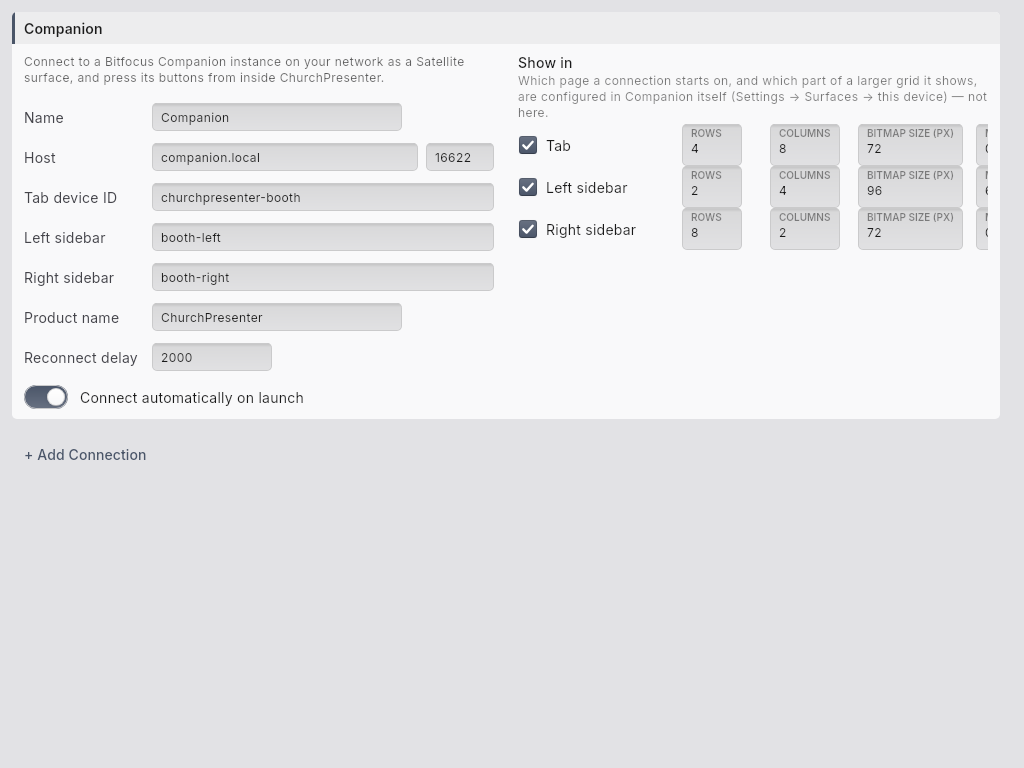 Companion
Connect to a Bitfocus Companion instance on your network as a Satellite
surface, and press its buttons from inside ChurchPresenter.
Name
Companion
Host
companion.local
16622
Tab device ID
churchpresenter-booth
Left sidebar
booth-left
Right sidebar
booth-right
Product name
ChurchPresenter
Reconnect delay
2000
Connect automatically on launch
Show in
Which page a connection starts on, and which part of a larger grid it shows,
are configured in Companion itself (Settings → Surfaces → this device) — not
here.
Tab
ROWS
4
COLUMNS
8
BITMAP SIZE (PX)
72
Left sidebar
ROWS
2
COLUMNS
4
BITMAP SIZE (PX)
96
Right sidebar
ROWS
8
COLUMNS
2
BITMAP SIZE (PX)
72
+ Add Connection